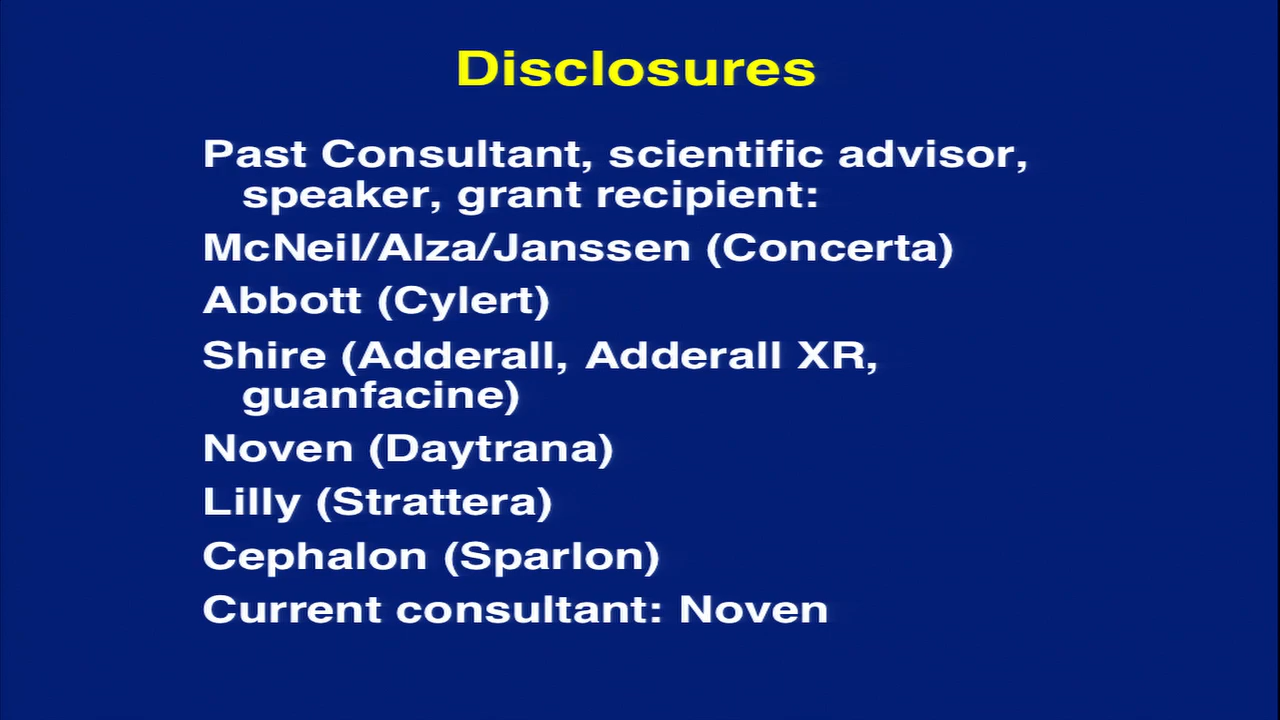 Disclosures
Past Consultant, scientific advisor,
speaker, grant recipient:
McNeil/Alza/Janssen (Concerta)
Abbott (Cylert)
Shire (Adderall, Adderall XR,
guanfacine)
Noven (Daytrana)
Lilly (Strattera)
Cephalon (Sparlon)
Current consultant: Noven